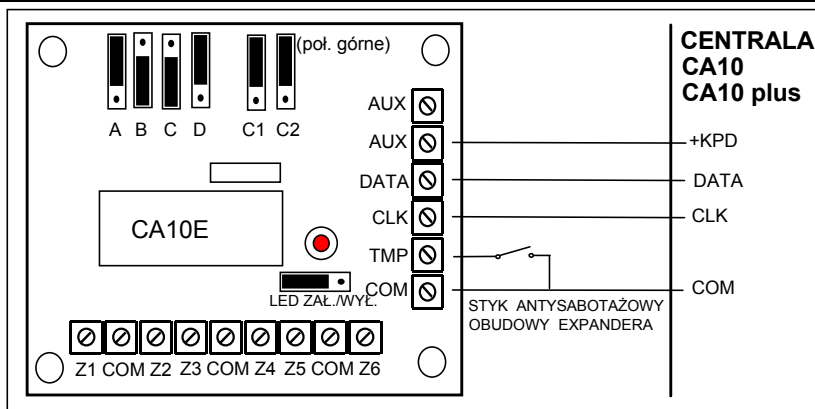 (poł. górne)
A B C D C1 C2
CA10E
AUX
AUX
DATA
CLK
TMP
COM
LED ZAŁ./WYŁ.
Z1 COM Z2 Z3 COM Z4 Z5 COM Z6
STYK ANTYSABOTAŻOWY
OBUDOWY EXPANDERA
CENTRALA
CA10
CA10 plus
+KPD
DATA
CLK
COM